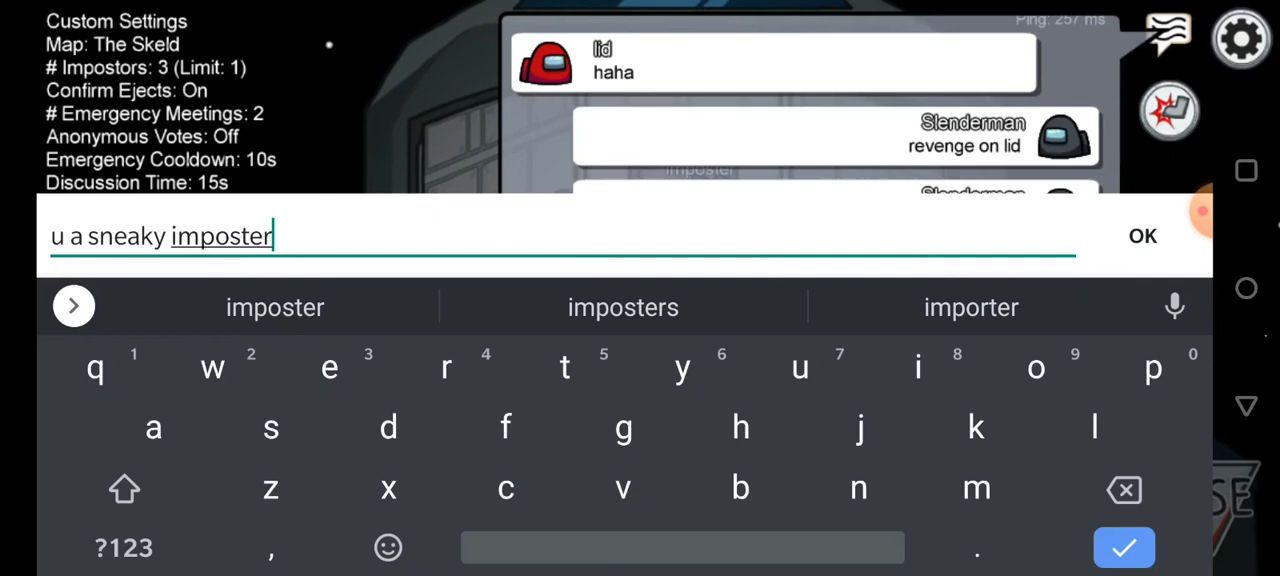 Custom Settings
Map: The Skeld
# Impostors: 3 (Limit: 1)
Confirm Ejects: On
# Emergency Meetings: 2
Anonymous Votes: Off
Emergency Cooldown: 10s
Discussion Time: 15s
Ping: 257 ms
lid
haha
Slenderman
revenge on lid
imposter
Slenderman
u a sneaky imposter
OK
imposter imposters importer
q 1 w 2 e 3 r 4 t 5 y 6 u 7 i 8 o 9 p 0
a s d f g h j k l
z x c v b n m
?123 , .